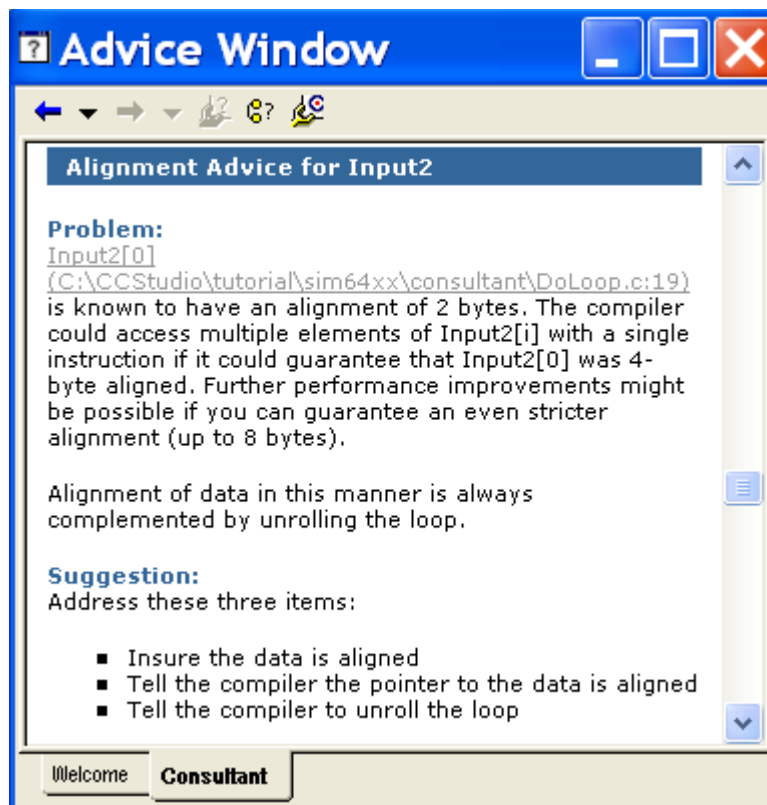 Advice Window
Alignment Advice for Input2
Problem:
Input2[0]
(C:\CCStudio\tutorial\sim64xx\consultant\DoLoop.c:19)
is known to have an alignment of 2 bytes. The compiler
could access multiple elements of Input2[i] with a single
instruction if it could guarantee that Input2[0] was 4-
byte aligned. Further performance improvements might
be possible if you can guarantee an even stricter
alignment (up to 8 bytes).
Alignment of data in this manner is always
complemented by unrolling the loop.
Suggestion:
Address these three items:
■ Insure the data is aligned
■ Tell the compiler the pointer to the data is aligned
■ Tell the compiler to unroll the loop
Welcome Consultant